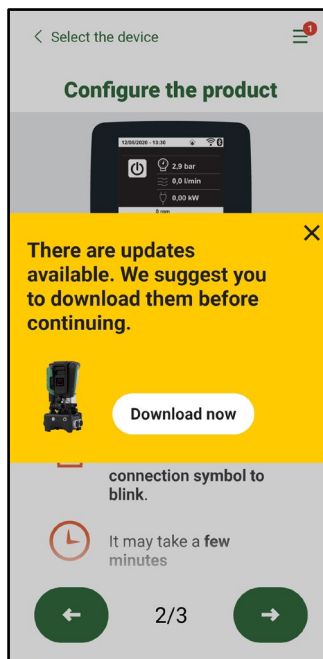 Select the device
1
Configure the product
12/05/2026 - 13:36
2,9 bar
0,0 l/min
0,00 kW
There are updates
available. We suggest you
to download them before
continuing.
Download now
connection symbol to
blink.
It may take a few
minutes
2/3